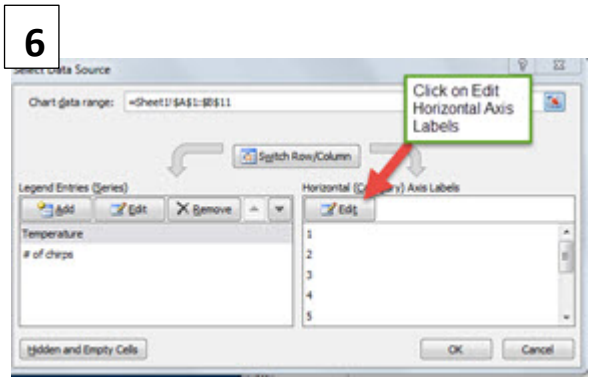 6
Select Data Source
Chart data range: =Sheet1!$A$1:$B$11
Click on Edit
Horizontal Axis
Labels
Switch Row/Column
Legend Entries (Series)
Horizontal (Category) Axis Labels
Add Edit Remove
Edit
Temperature
# of chirps
1
2
3
4
5
Hidden and Empty Cells
OK Cancel